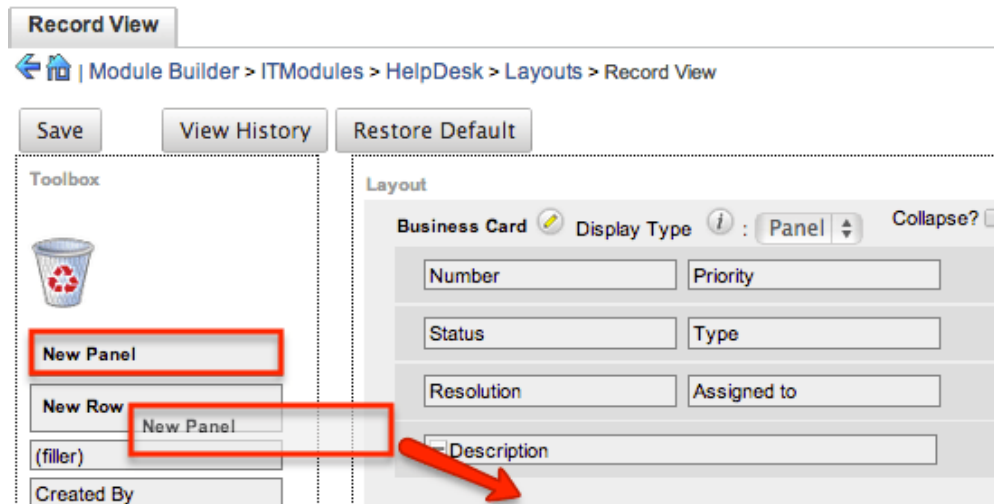 Record View
| Module Builder > ITModules > HelpDesk > Layouts > Record View
Save View History Restore Default
Toolbox
New Panel
New Row
New Panel
(filler)
Created By
Layout
Business Card Display Type i : Panel Collapse?
Number Priority
Status Type
Resolution Assigned to
Description